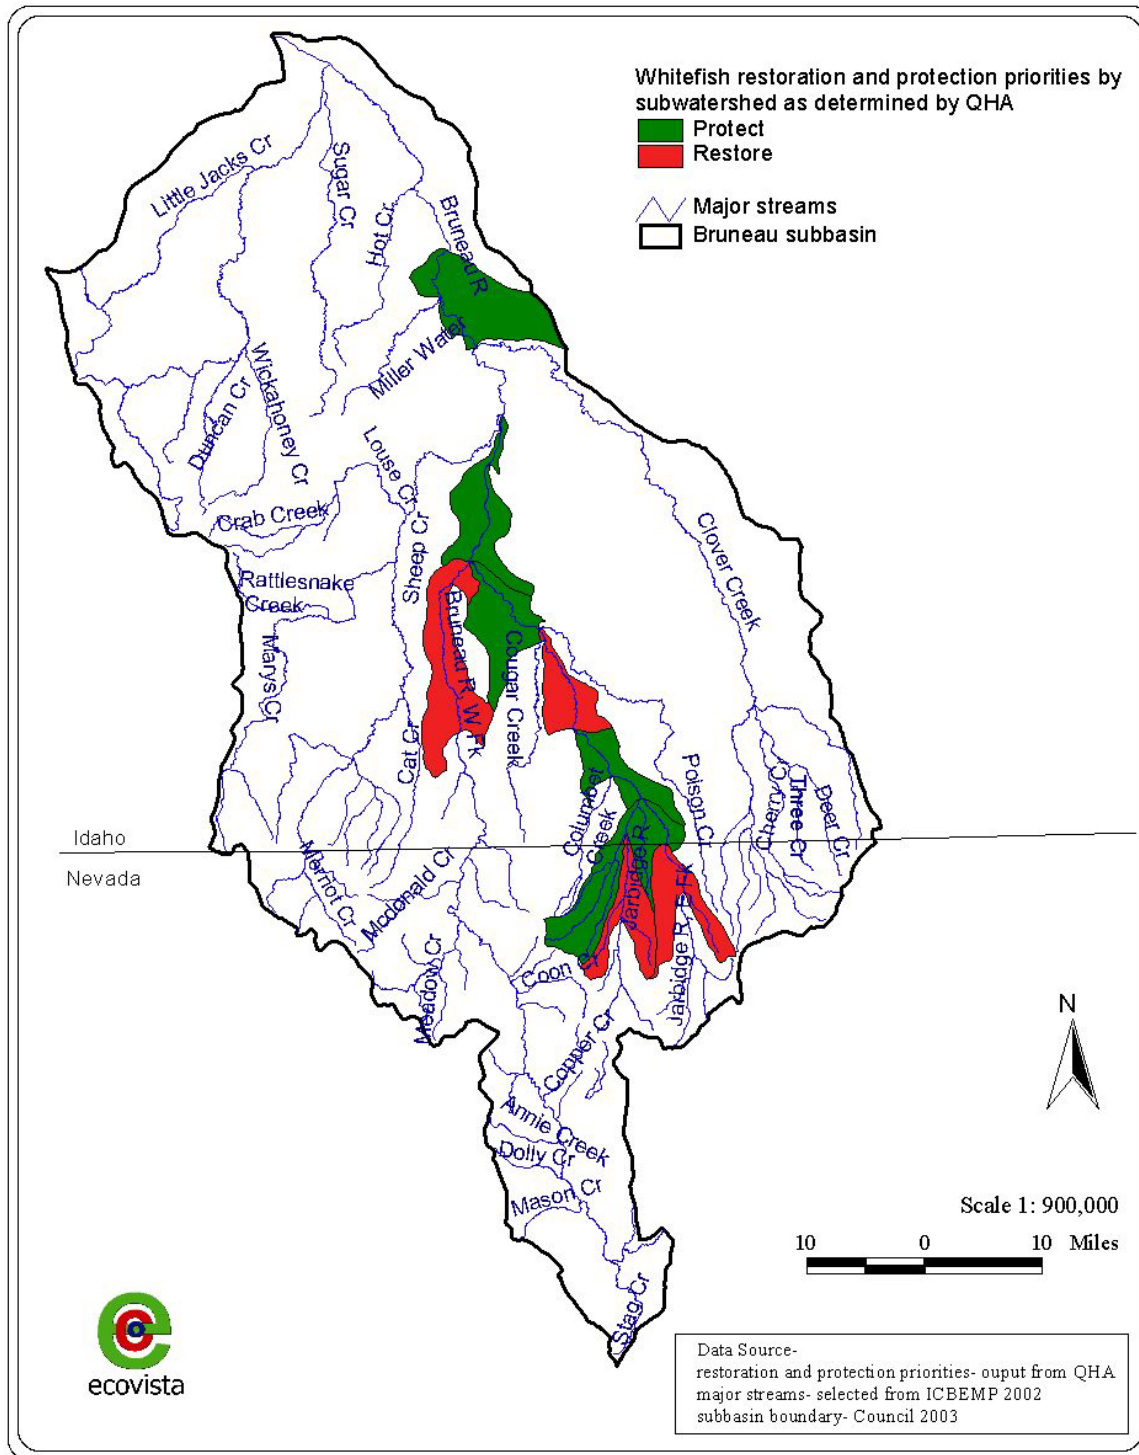 Whitefish restoration and protection priorities by
subwatershed as determined by QHA
Protect
Restore
Major streams
Bruneau subbasin
Little Jacks Cr
Sugar Cr
Hot Cr
Bruneau R
Miller Water
Wickahoney Cr
Duncan Cr
Louse Cr
Crab Creek
Sheep Cr
Clover Creek
Rattlesnake
Creek
Bruneau R, W Fk
Cougar Creek
Marys Cr
Cat Cr
Poison Cr
Columbet
Creek
Cherry Cr
Three Cr
Deer Cr
Idaho
Nevada
Jarbidge R
Merriot Cr
Mcdonald Cr
Jarbidge R, E Fk
Meadow Cr
Coon Cr
Copper Cr
N
Annie Creek
Dolly Cr
Mason Cr
Scale 1: 900,000
10 0 10 Miles
Stag Cr
ecovista
Data Source-
restoration and protection priorities- ouput from QHA
major streams- selected from ICBEMP 2002
subbasin boundary- Council 2003